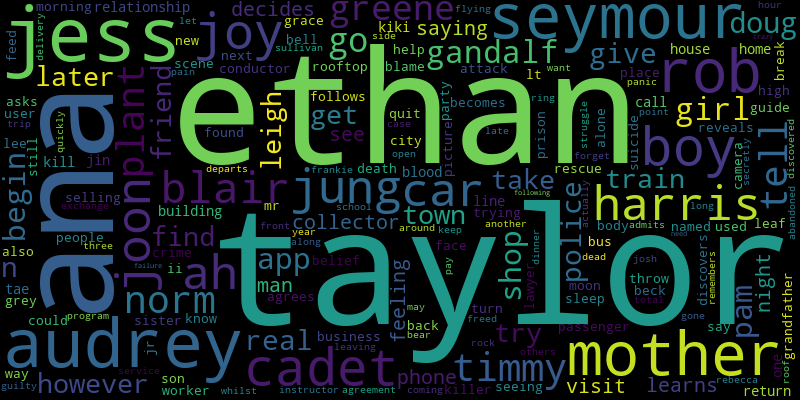 morning relationship decides greene kiki saying seymour doug
let flying hour
jess joy go grace give house home
feed delivery new bell help gandalf attack place rob break
sullivan side want
pain next rooftop blame lt high
scene conductor ethan ring girl guide
asks later plant friend follows becomes panic
user leigh quit party call point
trip found get see city picture prison struggle alone suicide reveals camera boy tell
quickly case late
still kill jin departs frankie death blood open rescue forget
lee begin ana joon blair jung car take train harris secretly discovered
selling mr school line actually
exchange building collector town trying police body named used leaf abandoned
people three find front year around keep another following bus admits long
also crime ah along face dinner dead need
n ii app belief shop josh discovers remembers night
tae norm man agrees feeling pay lawyer moon throw pam
grey program could sister know taylor sleep beck total gone say
failure business may back turn freed passenger rebecca
audrey real leaving bear try others mother
way jr cadet timmy seeing learns roof grandfather one
however son phone rock killer visit return
guilty service worker whilst instructor agreement coming